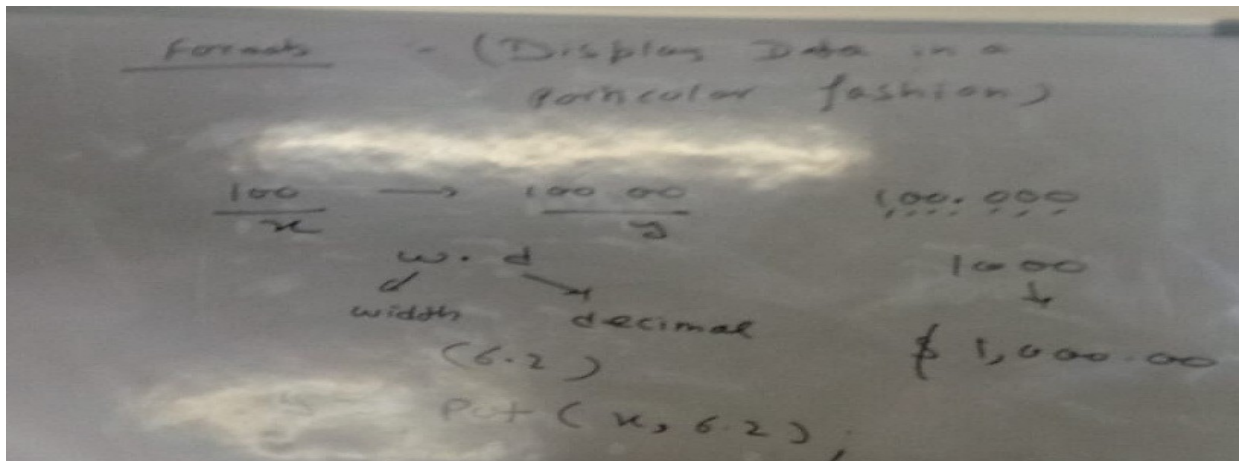 Formats - (Display Data in a
particular fashion)
100 → 100.00 100.000
x y
w.d 1000
width decimal
(6.2) $ 1,000.00
Put (x, 6.2);